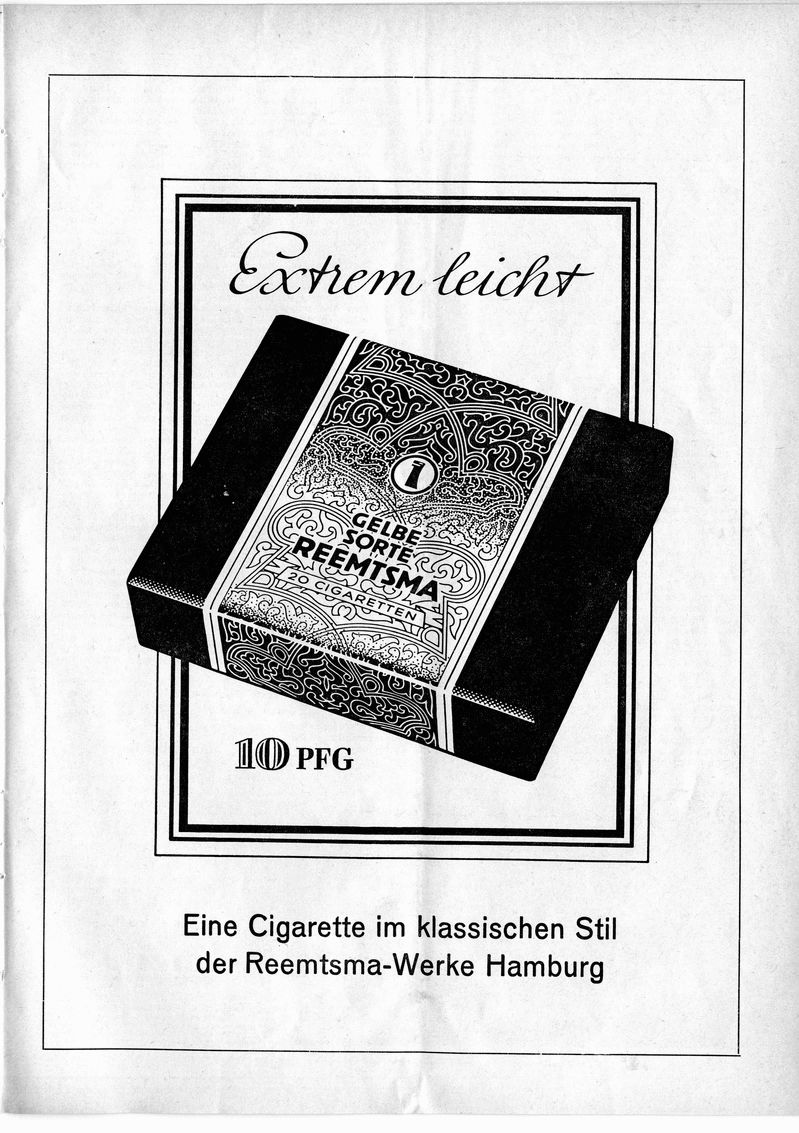 Extrem leicht
GELBE
SORTE
REEMTSMA
20 CIGARETTEN
10 PFG
Eine Cigarette im klassischen Stil
der Reemtsma-Werke Hamburg